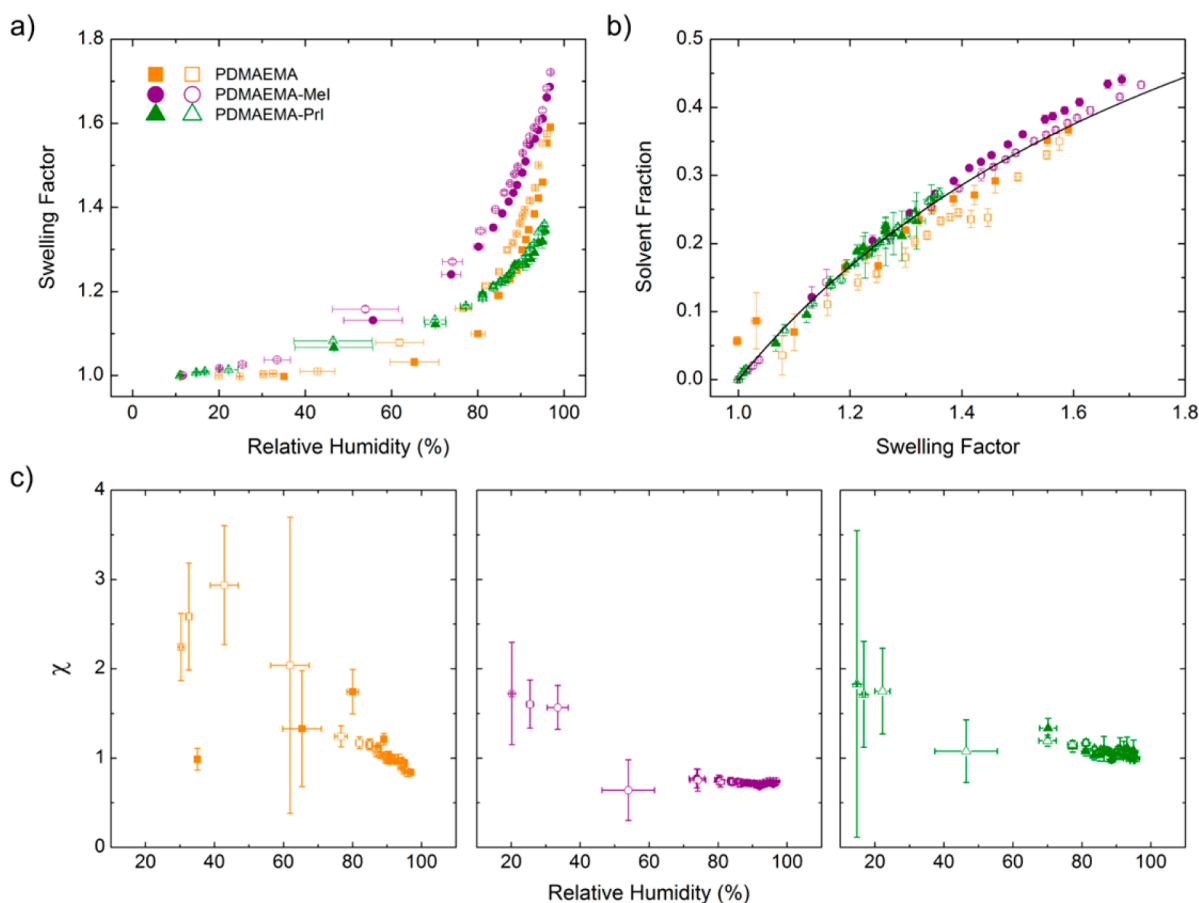 a)
Swelling Factor
1.8
1.6
1.4
1.2
1.0
PDMAEMA
PDMAEMA-MeI
PDMAEMA-PrI
0 20 40 60 80 100
Relative Humidity (%)
b)
Solvent Fraction
0.5
0.4
0.3
0.2
0.1
0.0
1.0 1.2 1.4 1.6 1.8
Swelling Factor
c)
χ
4
3
2
1
0
20 40 60 80 100 20 40 60 80 100 20 40 60 80 100
Relative Humidity (%)